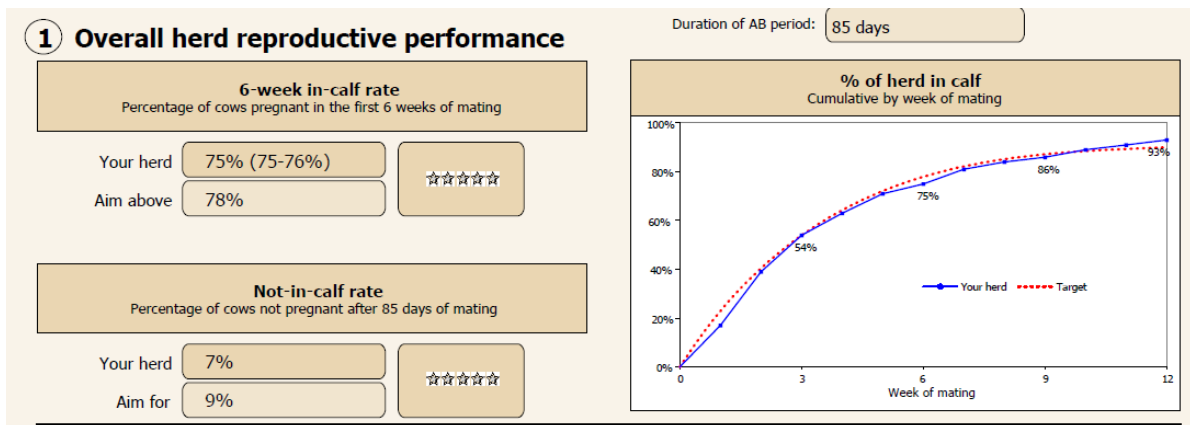 1 Overall herd reproductive performance
Duration of AB period: 85 days
6-week in-calf rate
Percentage of cows pregnant in the first 6 weeks of mating
Your herd 75% (75-76%)
Aim above 78%
☆☆☆☆☆
Not-in-calf rate
Percentage of cows not pregnant after 85 days of mating
Your herd 7%
Aim for 9%
☆☆☆☆☆
% of herd in calf
Cumulative by week of mating
100%
80%
60%
40%
20%
0%
54%
75%
86%
93%
Your herd Target
0 3 6 9 12
Week of mating